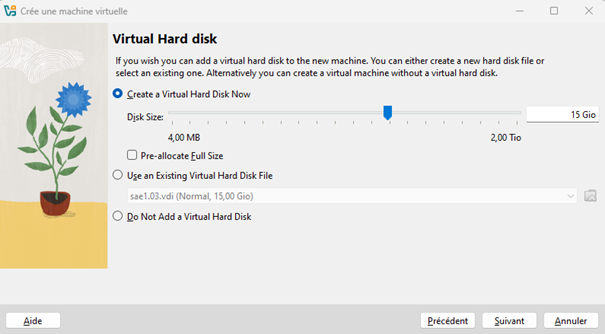 Crée une machine virtuelle
Virtual Hard disk
If you wish you can add a virtual hard disk to the new machine. You can either create a new hard disk file or
select an existing one. Alternatively you can create a virtual machine without a virtual hard disk.
Create a Virtual Hard Disk Now
Disk Size:
15 Gio
4,00 MB
2,00 Tio
Pre-allocate Full Size
Use an Existing Virtual Hard Disk File
sae1.03.vdi (Normal, 15,00 Gio)
Do Not Add a Virtual Hard Disk
Aide
Précédent
Suivant
Annuler